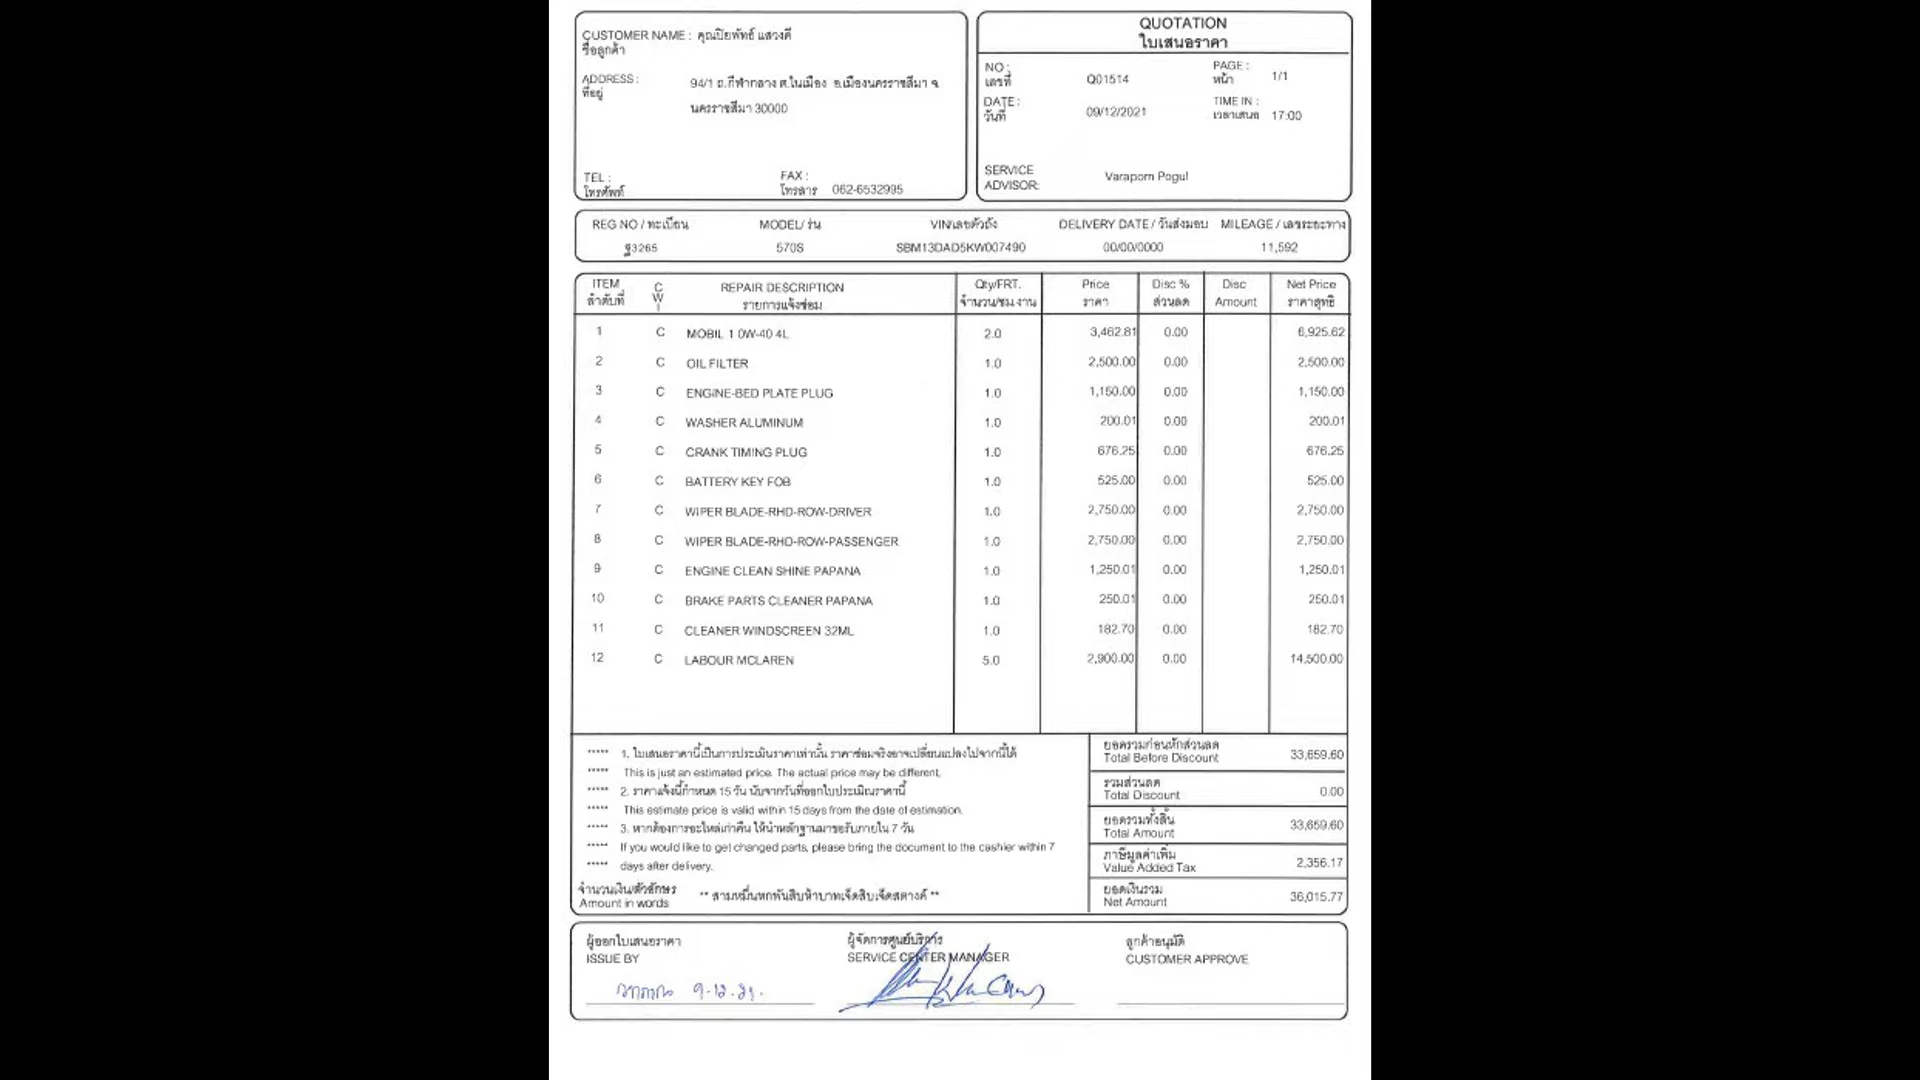 CUSTOMER NAME : คุณปิยพัทธ์ แสวงดี
ชื่อลูกค้า
ADDRESS :
ที่อยู่
94/1 ถ.กีฬากลาง ต.ในเมือง อ.เมืองนครราชสีมา จ.
นครราชสีมา 30000
TEL :
โทรศัพท์
FAX :
โทรสาร 062-6532995
QUOTATION
ใบเสนอราคา
NO :
เลขที่ Q01514
PAGE :
หน้า 1/1
DATE :
วันที่ 09/12/2021
TIME IN :
เวลาเสนอ 17:00
SERVICE
ADVISOR: Varaporn Pogul
REG NO / ทะเบียน MODEL/ รุ่น VIN/เลขตัวถัง DELIVERY DATE / วันส่งมอบ MILEAGE / เลขระยะทาง
ฐ3265 570S SBM13DAD5KW007490 00/00/0000 11,592
ITEM C REPAIR DESCRIPTION Qty/FRT. Price Disc % Disc Net Price
ลำดับที่ W รายการแจ้งซ่อม จำนวน/ชม.งาน ราคา ส่วนลด Amount ราคาสุทธิ
I
1 C MOBIL 1 0W-40 4L 2.0 3,462.81 0.00 6,925.62
2 C OIL FILTER 1.0 2,500.00 0.00 2,500.00
3 C ENGINE-BED PLATE PLUG 1.0 1,150.00 0.00 1,150.00
4 C WASHER ALUMINUM 1.0 200.01 0.00 200.01
5 C CRANK TIMING PLUG 1.0 676.25 0.00 676.25
6 C BATTERY KEY FOB 1.0 525.00 0.00 525.00
7 C WIPER BLADE-RHD-ROW-DRIVER 1.0 2,750.00 0.00 2,750.00
8 C WIPER BLADE-RHD-ROW-PASSENGER 1.0 2,750.00 0.00 2,750.00
9 C ENGINE CLEAN SHINE PAPANA 1.0 1,250.01 0.00 1,250.01
10 C BRAKE PARTS CLEANER PAPANA 1.0 250.01 0.00 250.01
11 C CLEANER WINDSCREEN 32ML 1.0 182.70 0.00 182.70
12 C LABOUR MCLAREN 5.0 2,900.00 0.00 14,500.00
***** 1. ใบเสนอราคานี้เป็นการประเมินราคาเท่านั้น ราคาซ่อมจริงอาจเปลี่ยนแปลงไปจากนี้ได้
***** This is just an estimated price. The actual price may be different.
***** 2. ราคาแจ้งนี้กำหนด 15 วัน นับจากวันที่ออกใบประเมิณราคานี้
***** This estimate price is valid within 15 days from the date of estimation.
***** 3. หากต้องการอะไหล่เก่าคืน ให้นำหลักฐานมาขอรับภายใน 7 วัน
***** If you would like to get changed parts, please bring the document to the cashier within 7
***** days after delivery.
จำนวนเงิน/ตัวอักษร
Amount in words ** สามหมื่นหกพันสิบห้าบาทเจ็ดสิบเจ็ดสตางค์ **
ยอดรวมก่อนหักส่วนลด
Total Before Discount 33,659.60
รวมส่วนลด
Total Discount 0.00
ยอดรวมทั้งสิ้น
Total Amount 33,659.60
ภาษีมูลค่าเพิ่ม
Value Added Tax 2,356.17
ยอดเงินรวม
Net Amount 36,015.77
ผู้ออกใบเสนอราคา
ISSUE BY
9.12.21.
ผู้จัดการศูนย์บริการ
SERVICE CENTER MANAGER
ลูกค้าอนุมัติ
CUSTOMER APPROVE